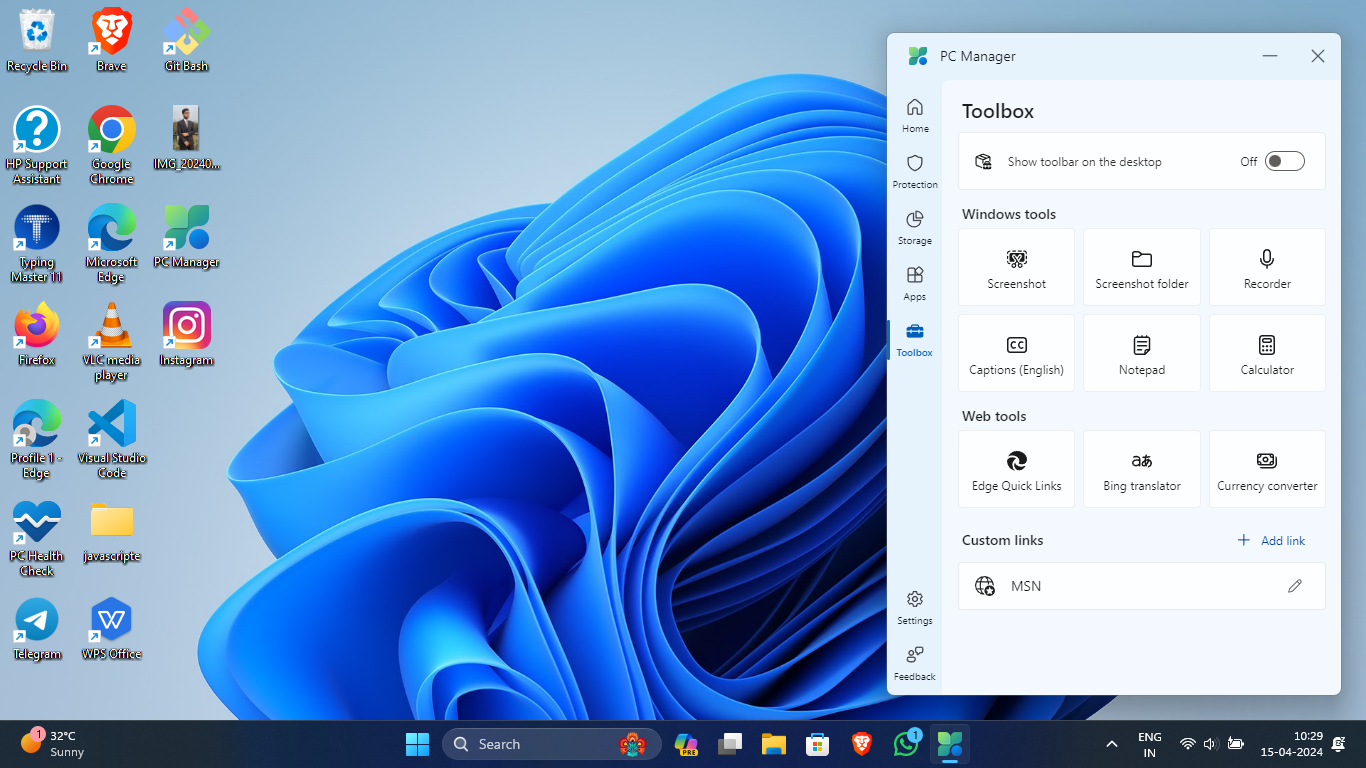 Recycle Bin
Brave
Git Bash
HP Support
Assistant
Google
Chrome
IMG_20240...
Typing
Master 11
Microsoft
Edge
PC Manager
Firefox
VLC media
player
Instagram
Profile 1 -
Edge
Visual Studio
Code
PC Health
Check
javascripte
Telegram
WPS Office
PC Manager
Home
Protection
Storage
Apps
Toolbox
Settings
Feedback
Toolbox
Show toolbar on the desktop
Off
Windows tools
Screenshot
Screenshot folder
Recorder
CC
Captions (English)
Notepad
Calculator
Web tools
Edge Quick Links
aあ
Bing translator
Currency converter
Custom links
Add link
MSN
1
32°C
Sunny
Search
PRE
1
ENG
IN
10:29
15-04-2024